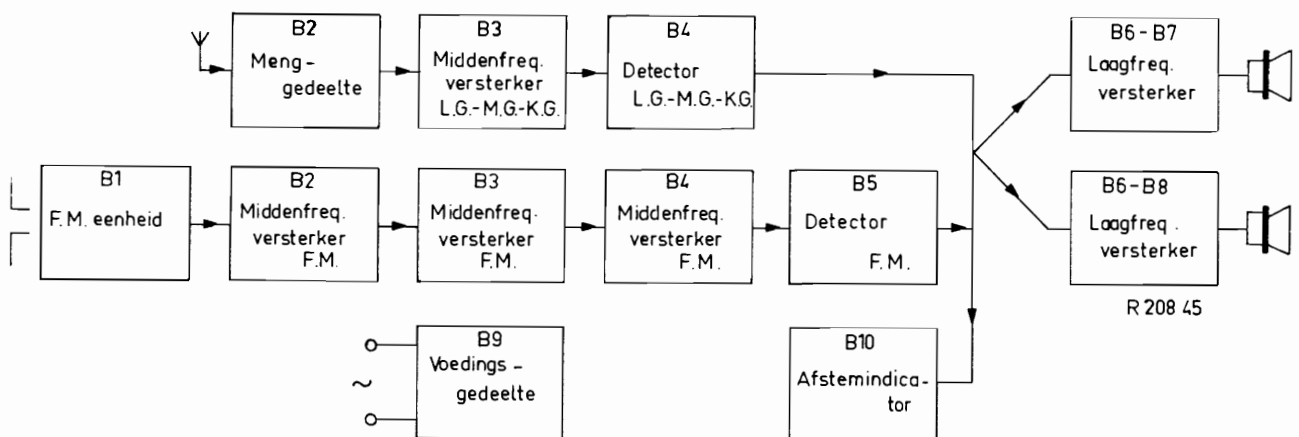 B2
Meng-
gedeelte
B3
Middenfreq.
versterker
L.G.-M.G.-K.G.
B4
Detector
L.G.-M.G.-K.G.
B6-B7
Laagfreq.
versterker
B1
F.M. eenheid
B2
Middenfreq.
versterker
F.M.
B3
Middenfreq.
versterker
F.M.
B4
Middenfreq.
versterker
F.M.
B5
Detector
F.M.
B6-B8
Laagfreq.
versterker
R 208 45
B9
Voedings-
gedeelte
~
B10
Afstemindica-
tor